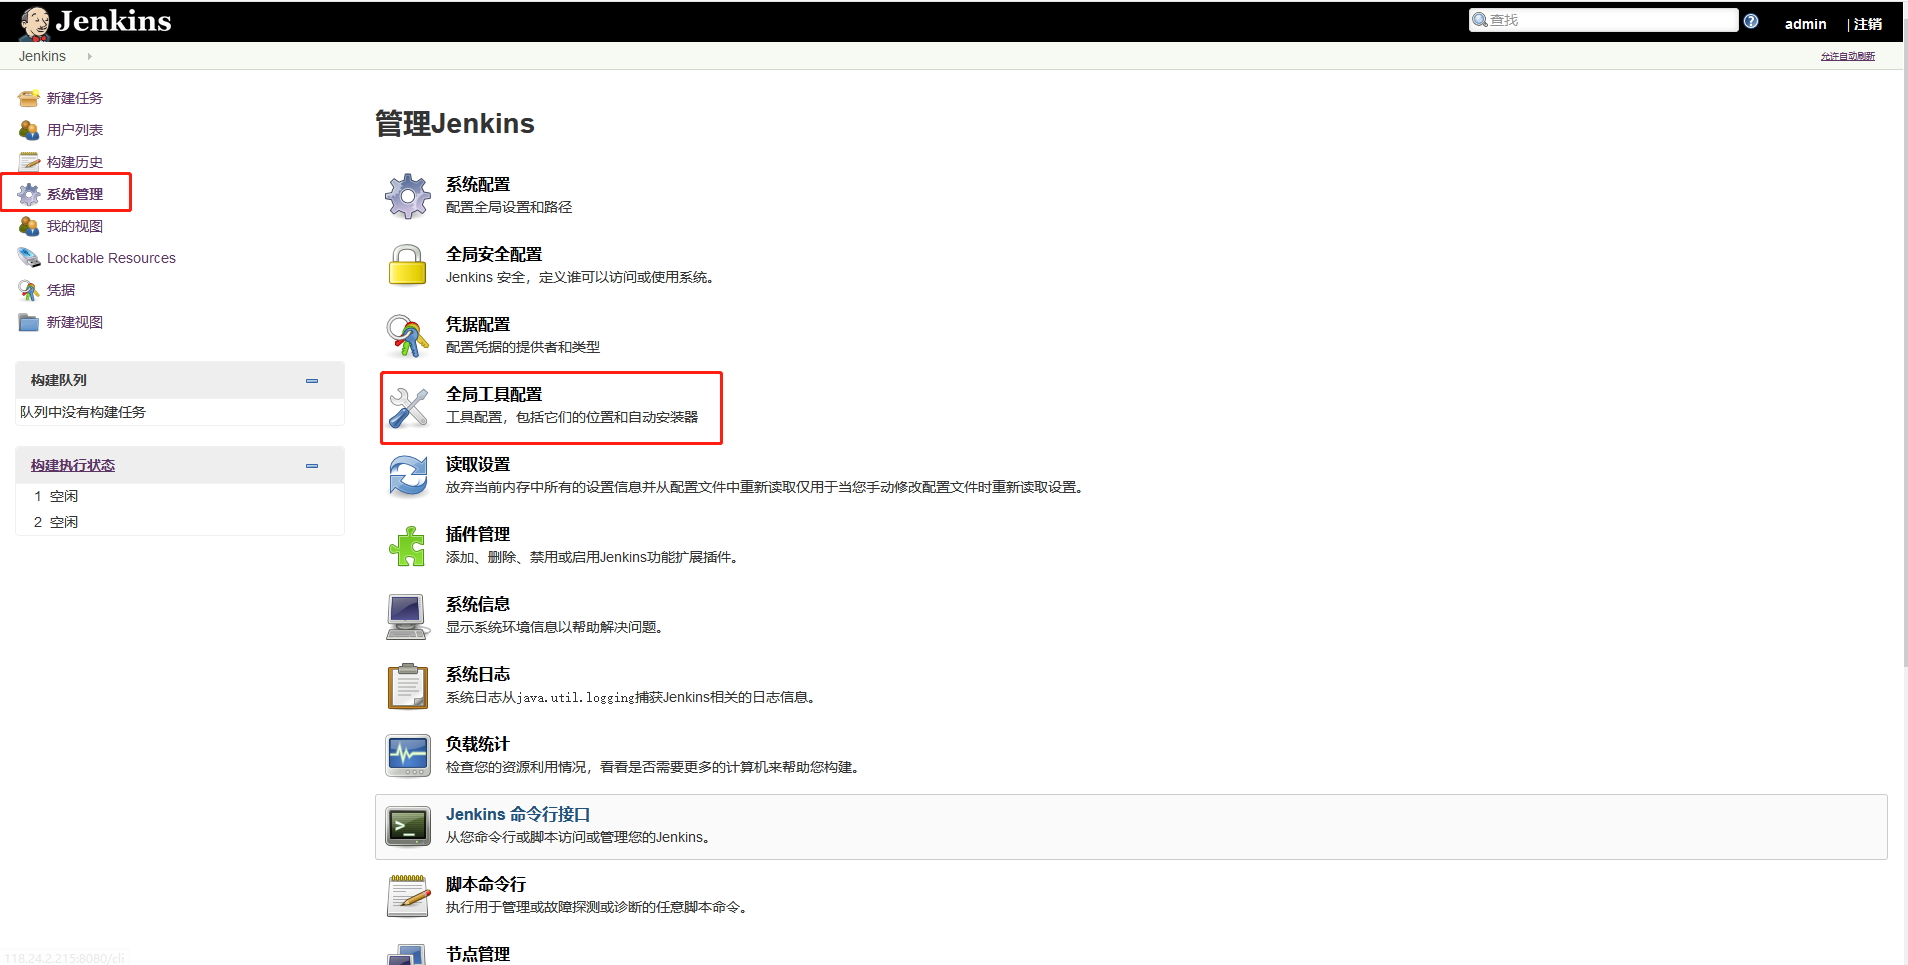 Jenkins
查找
admin
| 注销
Jenkins
允许自动刷新
新建任务
用户列表
构建历史
系统管理
我的视图
Lockable Resources
凭据
新建视图
构建队列
队列中没有构建任务
构建执行状态
1 空闲
2 空闲
管理Jenkins
系统配置
配置全局设置和路径
全局安全配置
Jenkins 安全，定义谁可以访问或使用系统。
凭据配置
配置凭据的提供者和类型
全局工具配置
工具配置，包括它们的位置和自动安装器
读取设置
放弃当前内存中所有的设置信息并从配置文件中重新读取仅用于当您手动修改配置文件时重新读取设置。
插件管理
添加、删除、禁用或启用Jenkins功能扩展插件。
系统信息
显示系统环境信息以帮助解决问题。
系统日志
系统日志从java.util.logging捕获Jenkins相关的日志信息。
负载统计
检查您的资源利用情况，看看是否需要更多的计算机来帮助您构建。
Jenkins 命令行接口
从您命令行或脚本访问或管理您的Jenkins。
脚本命令行
执行用于管理或故障探测或诊断的任意脚本命令。
节点管理
118.24.2.215:8080/cli